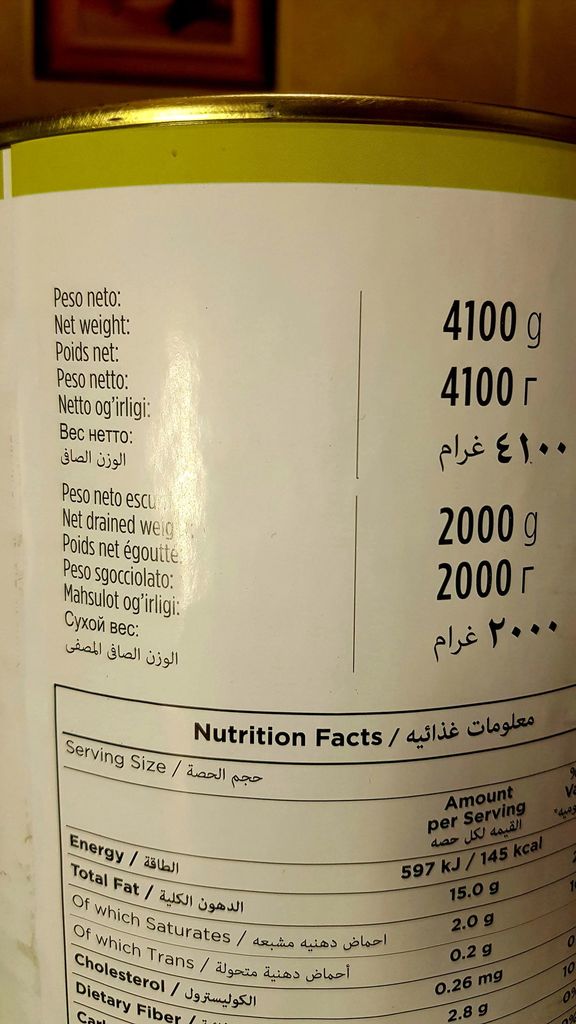 Peso neto:
Net weight:
Poids net:
Peso netto:
Netto og'irligi:
Вес нетто:
الوزن الصافى
4100 g
4100 г
٤١٠٠ غرام
Peso neto
Net drained
Poids net égoutté
Peso sgocciolato:
Mahsulot og'irligi:
Сухой вес:
الوزن الصافى المصفى
2000 g
2000 г
٢٠٠٠ غرام
Nutrition Facts / معلومات غذائيه
Serving Size / حجم الحصة
Amount
per Serving
القيمه لكل حصه
Energy / الطاقة 597 kJ / 145 kcal
Total Fat / الدهون الكلية 15.0 g
Of which Saturates / احماض دهنيه مشبعه 2.0 g
Of which Trans / أحماض دهنية متحولة 0.2 g
Cholesterol / الكوليسترول 0.26 mg
Dietary Fiber / 2.8 g